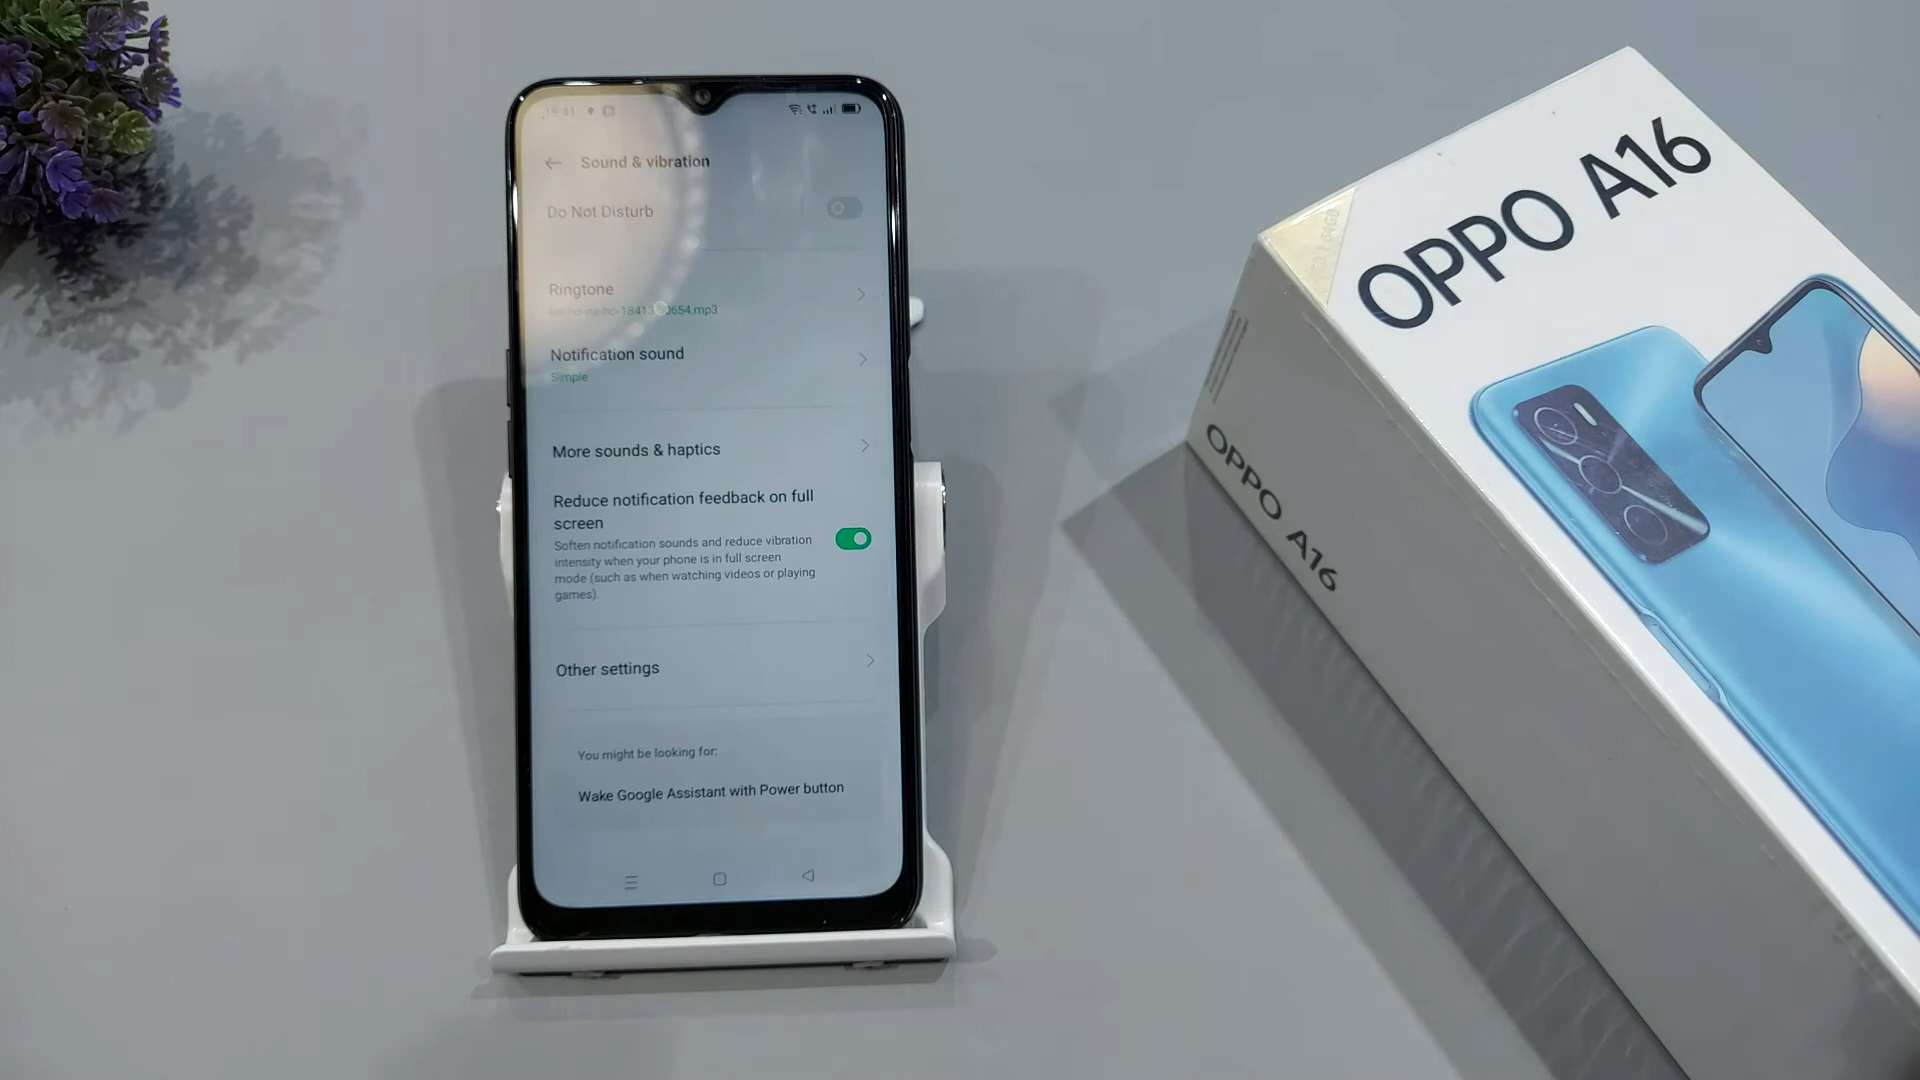 19:41
Sound & vibration
Do Not Disturb
Ringtone
Notification sound
Simple
More sounds & haptics
Reduce notification feedback on full
screen
Soften notification sounds and reduce vibration
intensity when your phone is in full screen
mode (such as when watching videos or playing
games).
Other settings
You might be looking for:
Wake Google Assistant with Power button
OPPO A16
OPPO A16